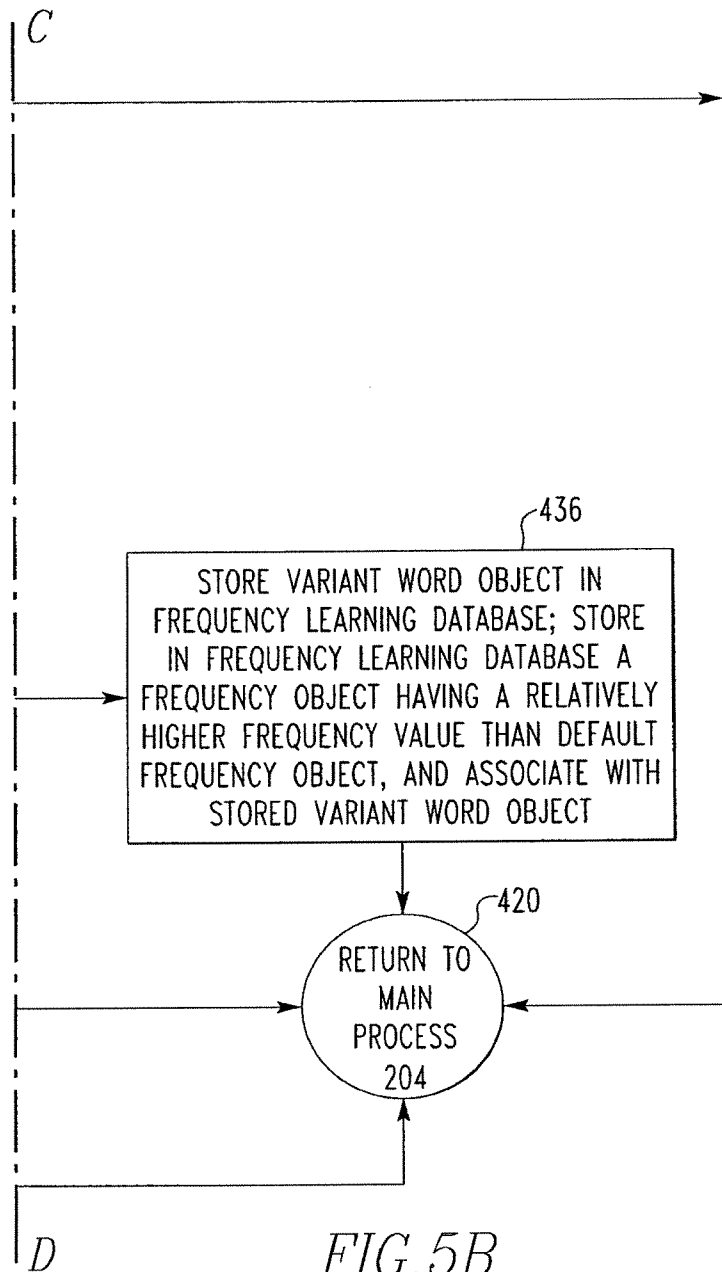 C
436
STORE VARIANT WORD OBJECT IN
FREQUENCY LEARNING DATABASE; STORE
IN FREQUENCY LEARNING DATABASE A
FREQUENCY OBJECT HAVING A RELATIVELY
HIGHER FREQUENCY VALUE THAN DEFAULT
FREQUENCY OBJECT, AND ASSOCIATE WITH
STORED VARIANT WORD OBJECT
420
RETURN TO
MAIN
PROCESS
204
D
FIG.5B